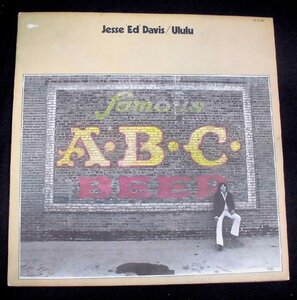 Jesse Ed Davis/Ululu
famous
A·B·C·
BEER